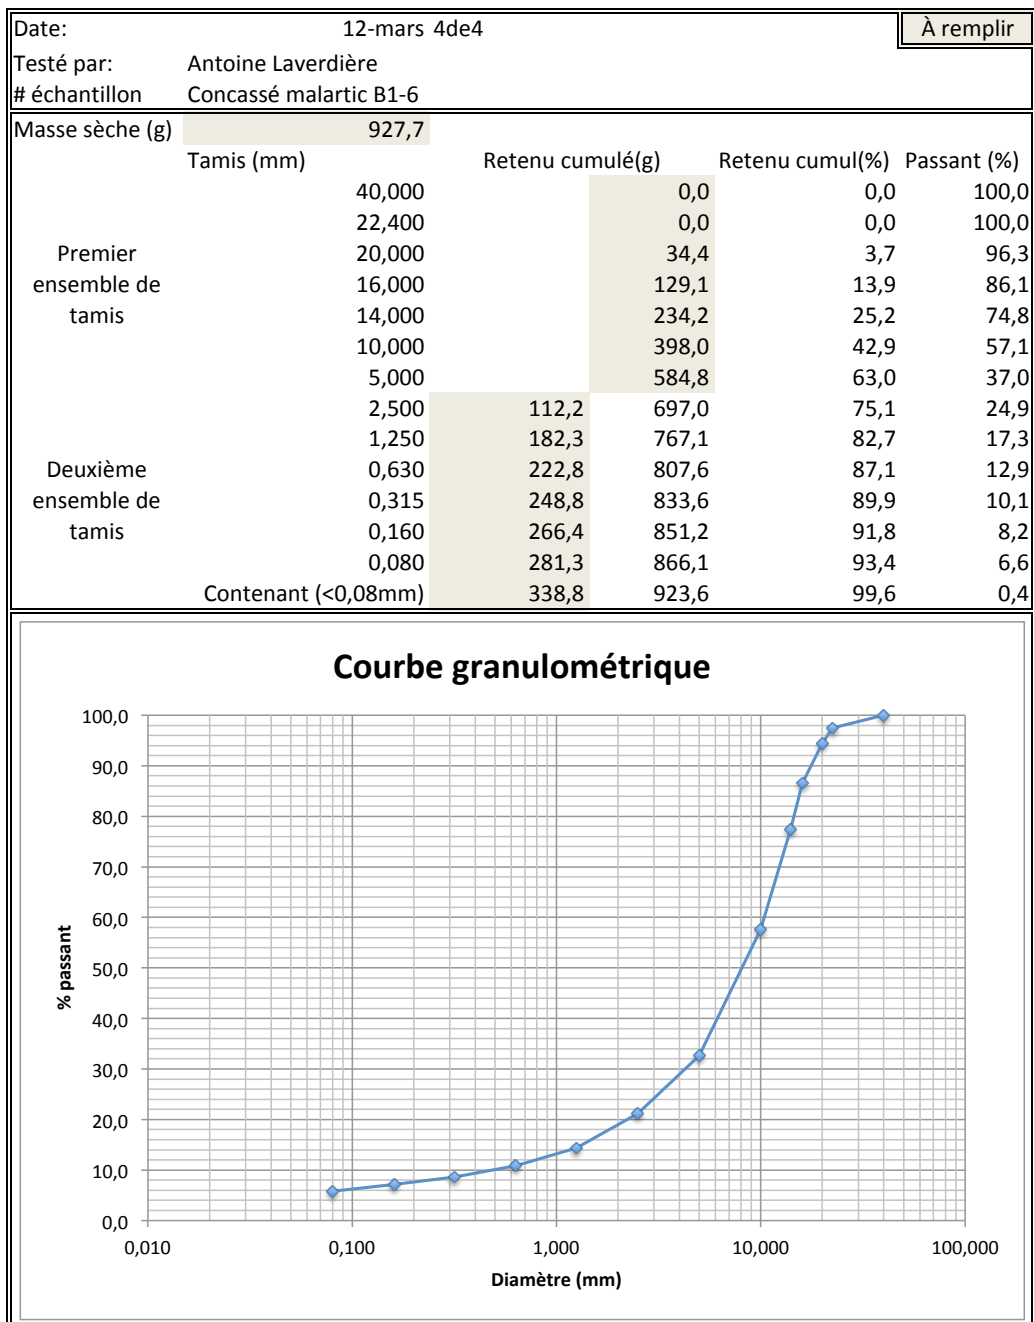 Date: 12-mars 4de4 À remplir
Testé par: Antoine Laverdière
# échantillon Concassé malartic B1-6
Masse sèche (g) 927,7
Tamis (mm) Retenu cumulé(g) Retenu cumul(%) Passant (%)
40,000 0,0 0,0 100,0
22,400 0,0 0,0 100,0
Premier 20,000 34,4 3,7 96,3
ensemble de 16,000 129,1 13,9 86,1
tamis 14,000 234,2 25,2 74,8
10,000 398,0 42,9 57,1
5,000 584,8 63,0 37,0
2,500 112,2 697,0 75,1 24,9
1,250 182,3 767,1 82,7 17,3
Deuxième 0,630 222,8 807,6 87,1 12,9
ensemble de 0,315 248,8 833,6 89,9 10,1
tamis 0,160 266,4 851,2 91,8 8,2
0,080 281,3 866,1 93,4 6,6
Contenant (<0,08mm) 338,8 923,6 99,6 0,4
Courbe granulométrique
100,0
90,0
80,0
70,0
60,0
50,0
40,0
30,0
20,0
10,0
0,0
% passant
0,010 0,100 1,000 10,000 100,000
Diamètre (mm)